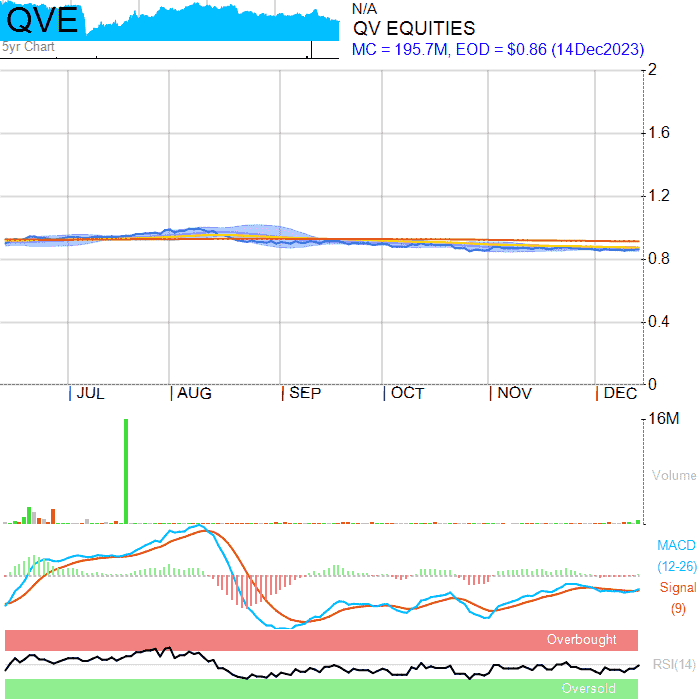 QVE
5yr Chart
N/A
QV EQUITIES
MC = 195.7M, EOD = $0.86 (14Dec2023)
2
1.6
1.2
0.8
0.4
0
JUL AUG SEP OCT NOV DEC
16M
Volume
MACD
(12-26)
Signal
(9)
Overbought
RSI(14)
Oversold